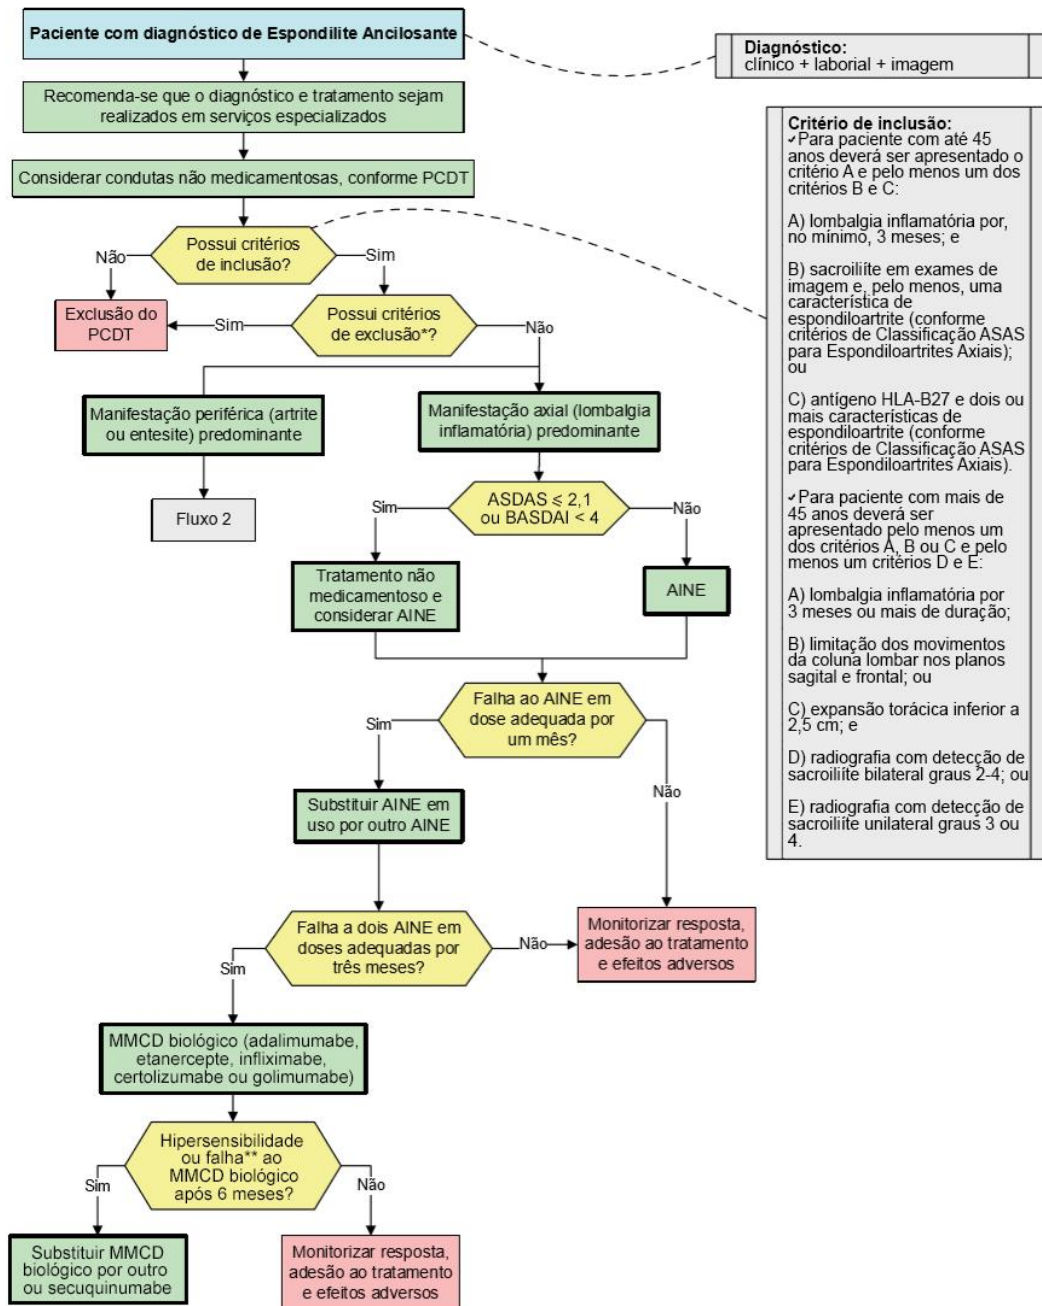 Paciente com diagnóstico de Espondilite Ancilosante
Diagnóstico:
clínico + laborial + imagem
Recomenda-se que o diagnóstico e tratamento sejam
realizados em serviços especializados
Considerar condutas não medicamentosas, conforme PCDT
Possui critérios
de inclusão?
Não
Sim
Exclusão do
PCDT
Sim
Possui critérios
de exclusão*?
Não
Manifestação periférica (artrite
ou entesite) predominante
Manifestação axial (lombalgia
inflamatória) predominante
Fluxo 2
ASDAS ⩽ 2,1
ou BASDAI < 4
Sim
Não
Tratamento não
medicamentoso e
considerar AINE
AINE
Falha ao AINE em
dose adequada por
um mês?
Sim
Não
Substituir AINE em
uso por outro AINE
Falha a dois AINE em
doses adequadas por
três meses?
Sim
Não
Monitorizar resposta,
adesão ao tratamento
e efeitos adversos
MMCD biológico (adalimumabe,
etanercepte, infliximabe,
certolizumabe ou golimumabe)
Hipersensibilidade
ou falha** ao
MMCD biológico
após 6 meses?
Sim
Não
Substituir MMCD
biológico por outro
ou secuquinumabe
Monitorizar resposta,
adesão ao tratamento
e efeitos adversos
Critério de inclusão:
✓Para paciente com até 45
anos deverá ser apresentado o
critério A e pelo menos um dos
critérios B e C:
A) lombalgia inflamatória por,
no mínimo, 3 meses; e
B) sacroiliíte em exames de
imagem e, pelo menos, uma
característica de
espondiloartrite (conforme
critérios de Classificação ASAS
para Espondiloartrites Axiais);
ou
C) antígeno HLA-B27 e dois ou
mais características de
espondiloartrite (conforme
critérios de Classificação ASAS
para Espondiloartrites Axiais).
✓Para paciente com mais de
45 anos deverá ser
apresentado pelo menos um
dos critérios A, B ou C e pelo
menos um critérios D e E:
A) lombalgia inflamatória por
3 meses ou mais de duração;
B) limitação dos movimentos
da coluna lombar nos planos
sagital e frontal; ou
C) expansão torácica inferior a
2,5 cm; e
D) radiografia com detecção de
sacroiliíte bilateral graus 2-4; ou
E) radiografia com detecção de
sacroiliíte unilateral graus 3 ou
4.